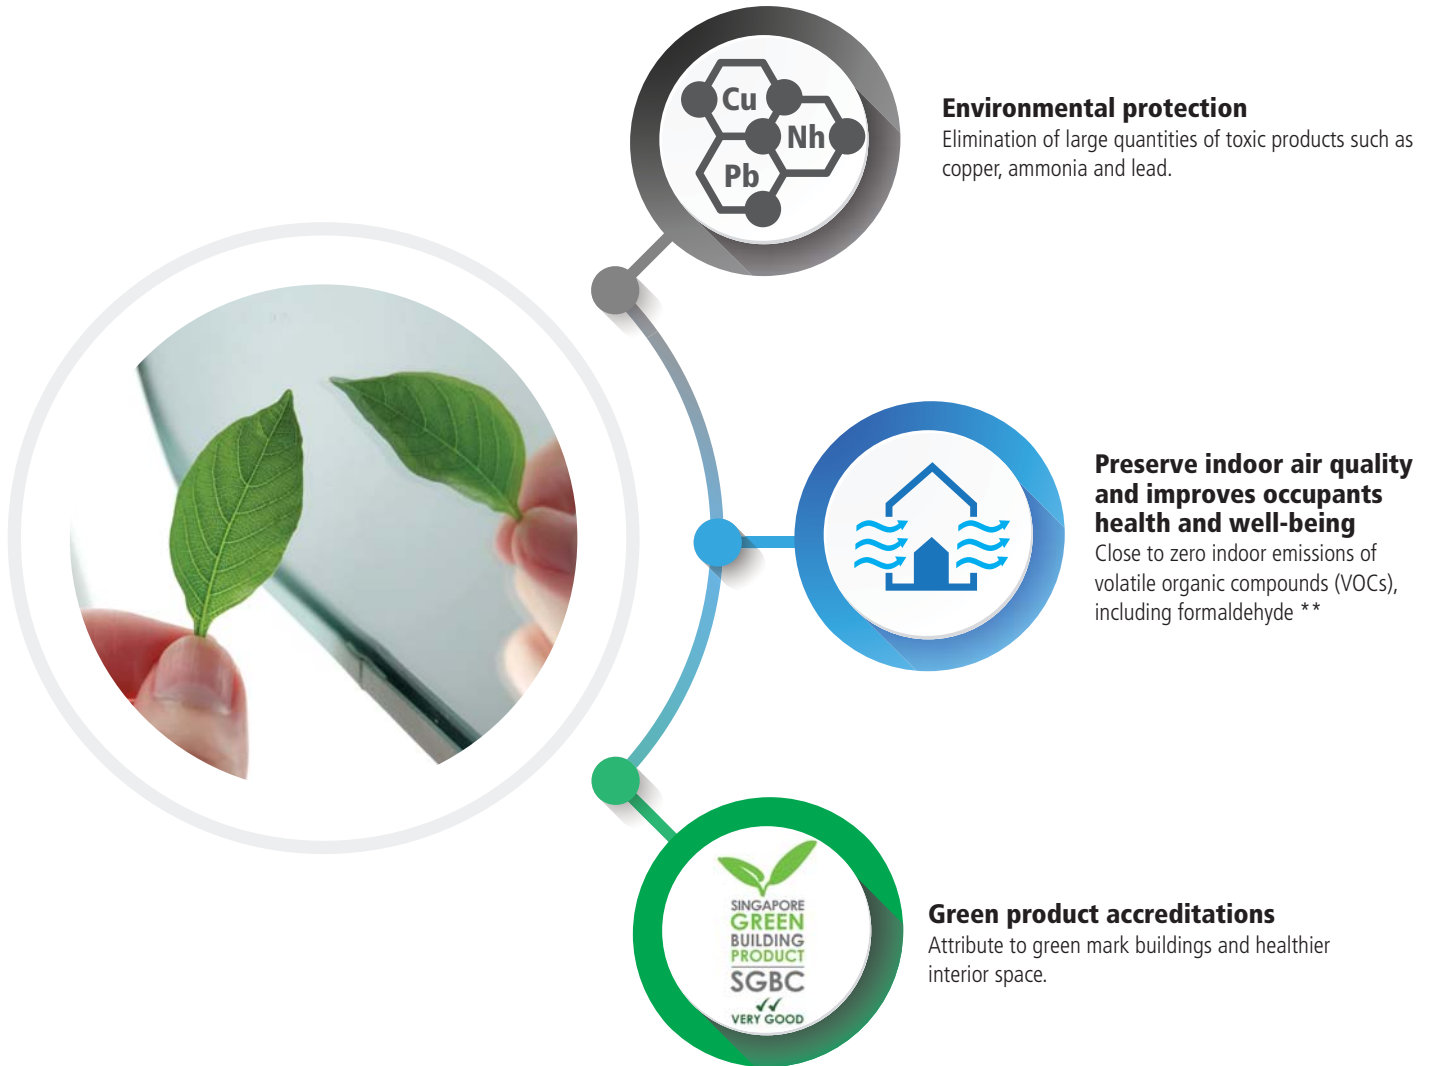 Cu
Nh
Pb
Environmental protection
Elimination of large quantities of toxic products such as
copper, ammonia and lead.
Preserve indoor air quality
and improves occupants
health and well-being
Close to zero indoor emissions of
volatile organic compounds (VOCs),
including formaldehyde **
SINGAPORE
GREEN
BUILDING
PRODUCT
SGBC
VERY GOOD
Green product accreditations
Attribute to green mark buildings and healthier
interior space.